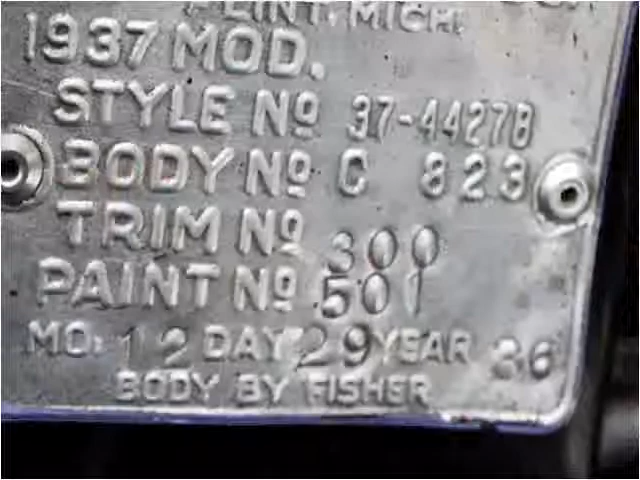 FLINT, MICH.
1937 MOD.
STYLE Nº 37-4427B
BODY Nº C 823
TRIM Nº 300
PAINT Nº 501
MO: 12 DAY 29 YEAR 36
BODY BY FISHER